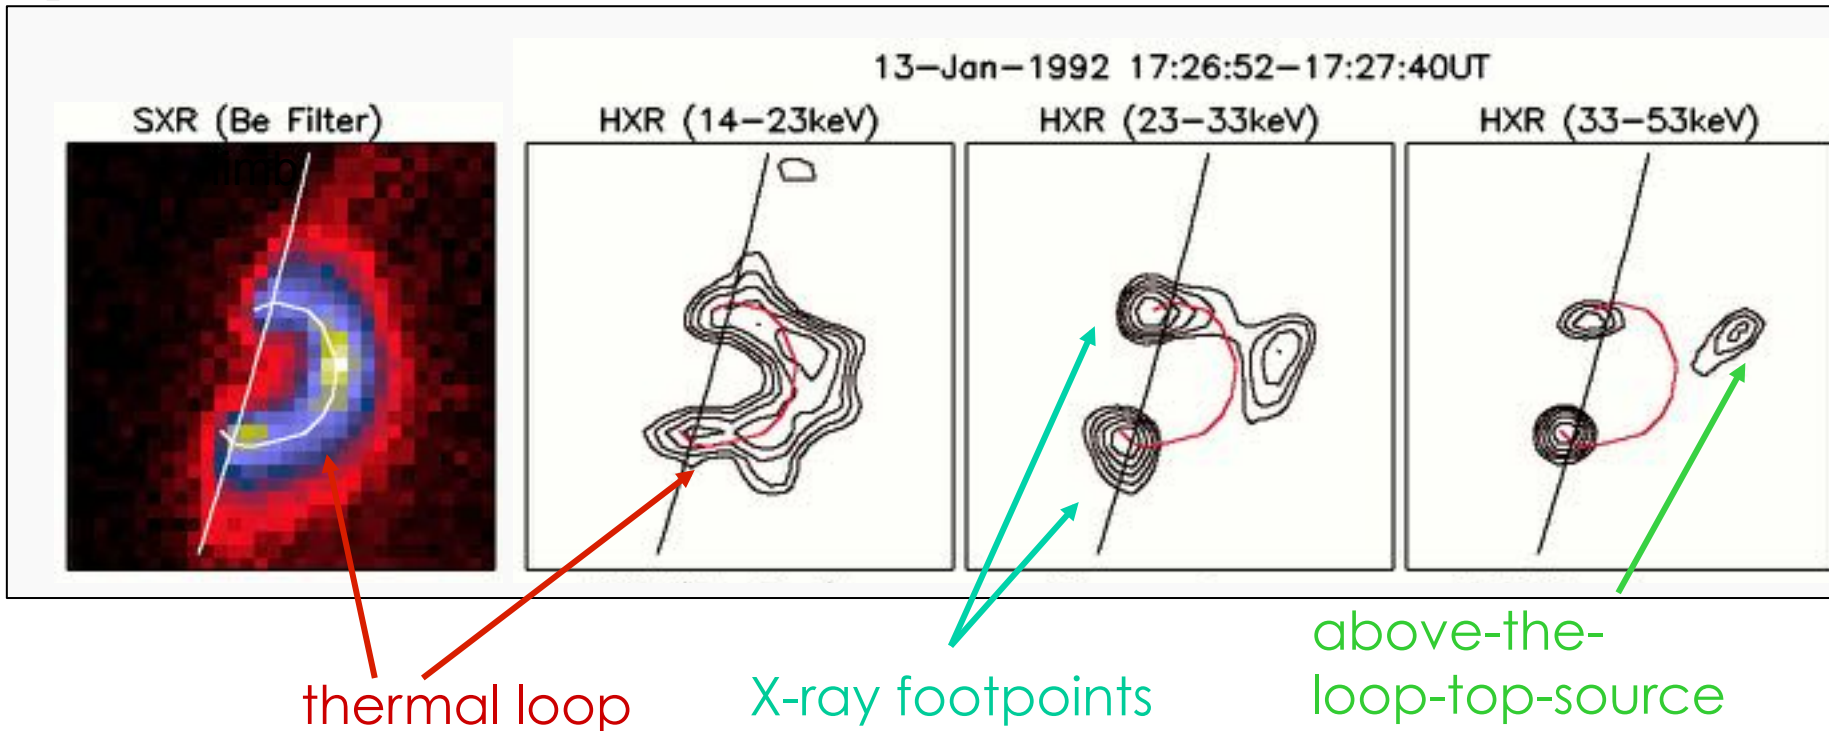 13-Jan-1992 17:26:52-17:27:40UT
SXR (Be Filter)
HXR (14-23keV)
HXR (23-33keV)
HXR (33-53keV)
limb
thermal loop
X-ray footpoints
above-the-
loop-top-source